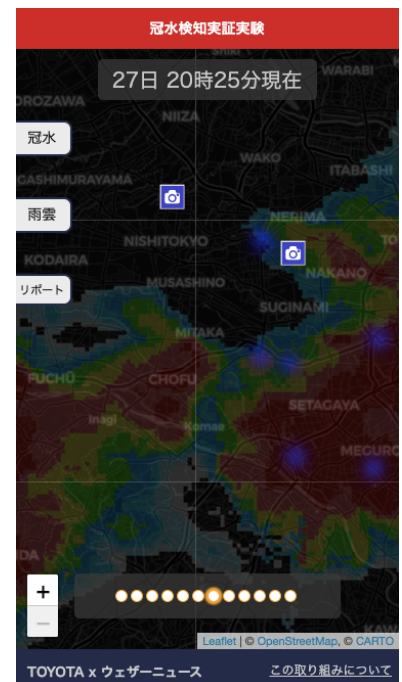 冠水検知実証実験
27日 20時25分現在
WARABI
NIIZA
冠水
WAKO
ITABASHI
雨雲
NERIMA
NISHITOKYO
KODAIRA
NAKANO
リポート
MUSASHINO
SUGINAMI
MITAKA
FUCHŪ
CHOFU
SETAGAYA
Inagi
Komae
MEGURO
+
−
Leaflet | © OpenStreetMap, © CARTO
TOYOTA x ウェザーニュース
この取り組みについて